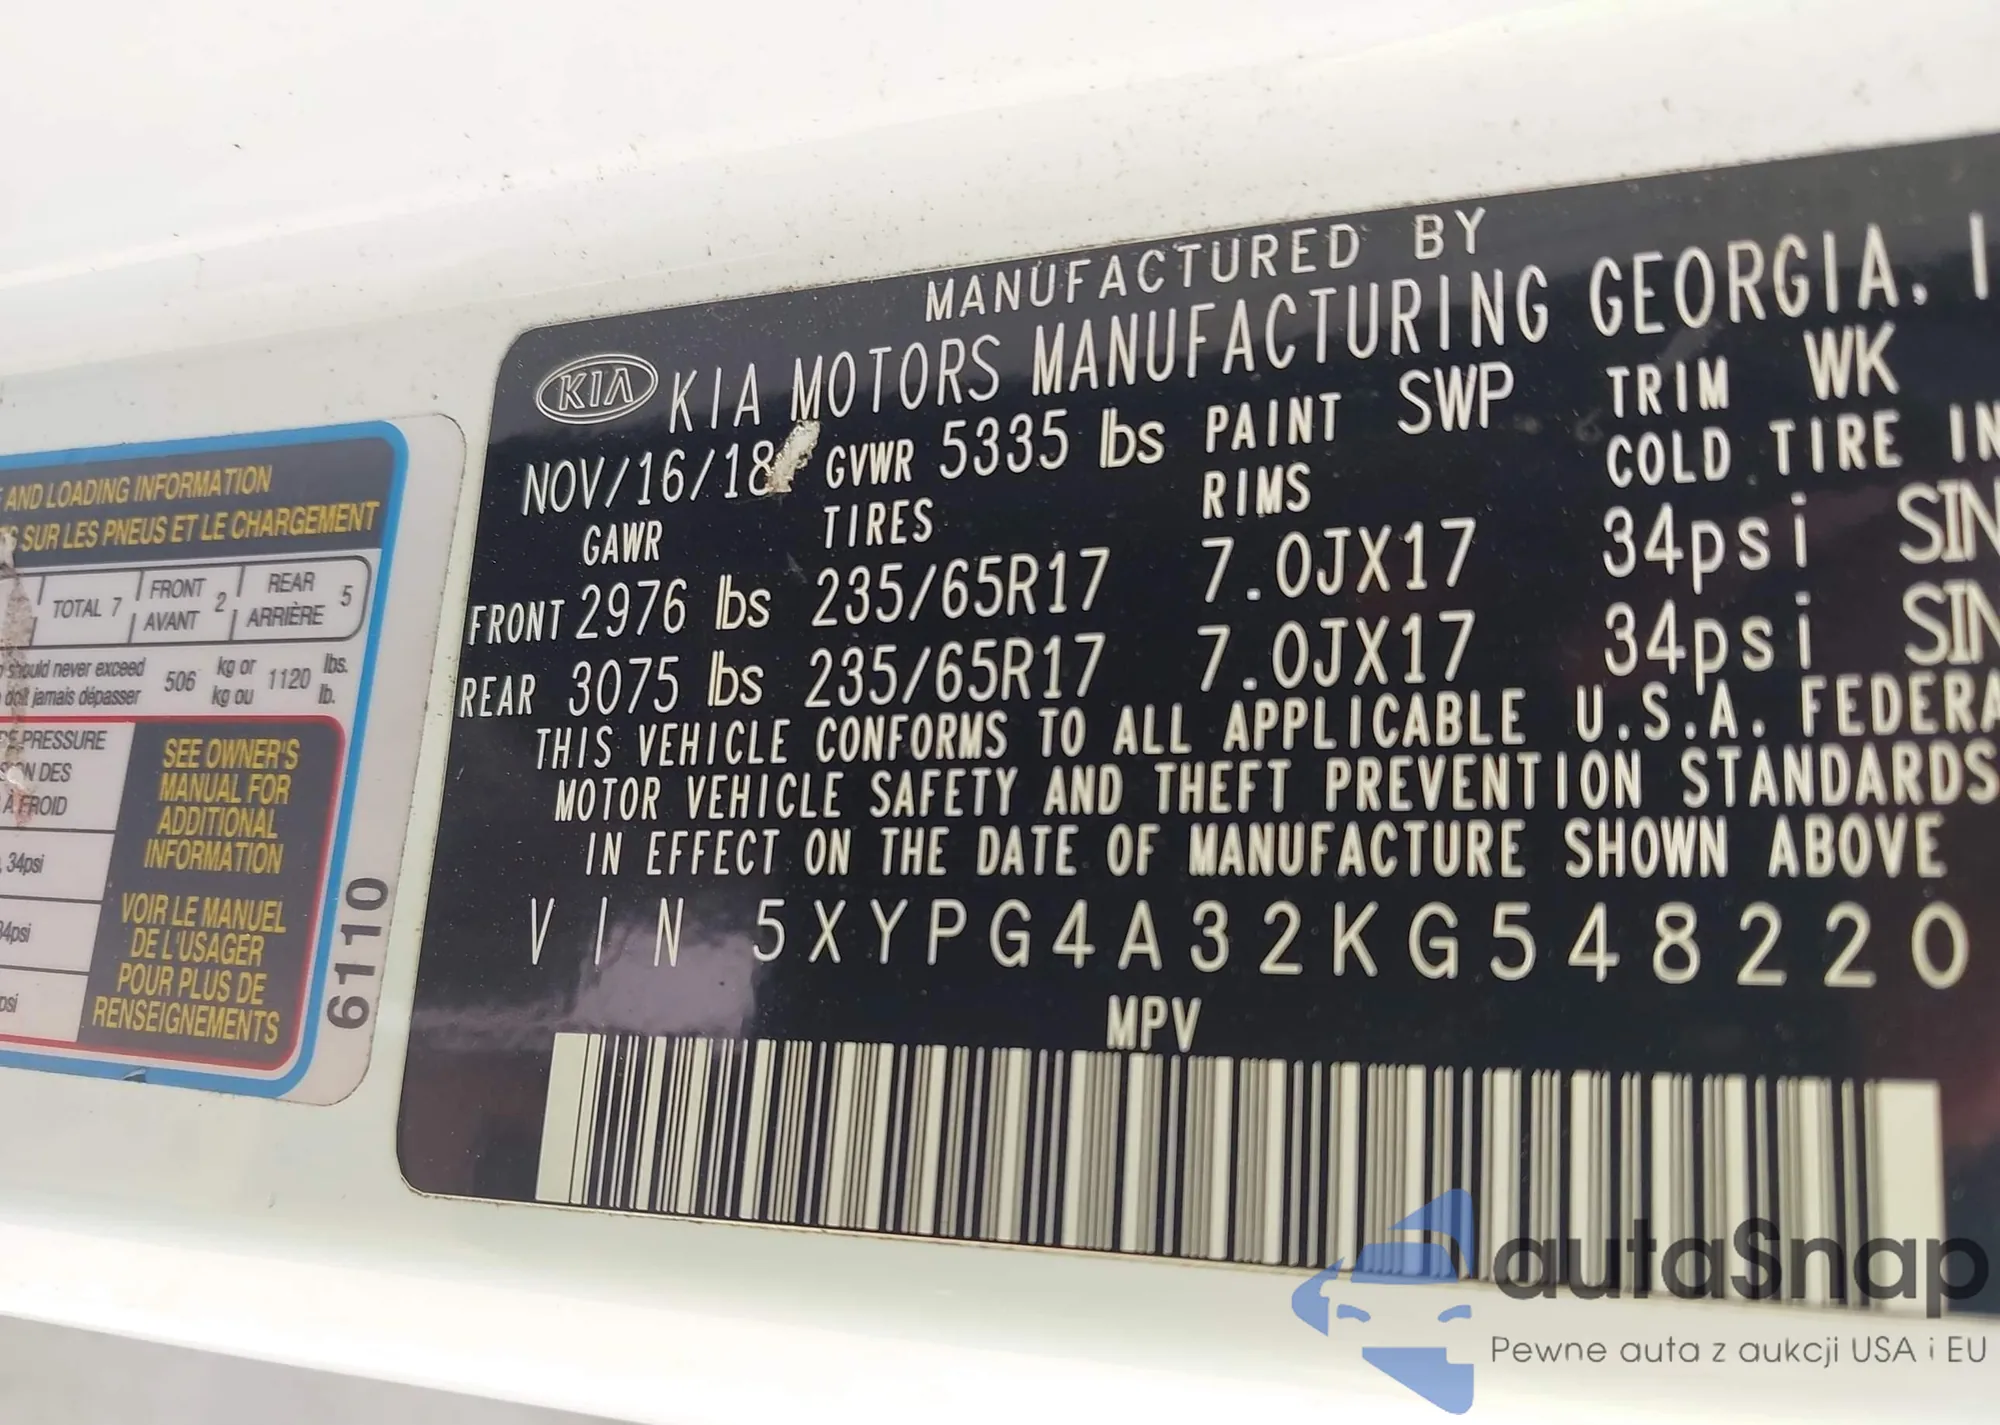 MANUFACTURED BY
KIA KIA MOTORS MANUFACTURING GEORGIA, I
NOV/16/18 GVWR 5335 lbs PAINT SWP TRIM WK
GAWR TIRES RIMS COLD TIRE IN
FRONT 2976 lbs 235/65R17 7.0JX17 34psi SIN
REAR 3075 lbs 235/65R17 7.0JX17 34psi SIN
THIS VEHICLE CONFORMS TO ALL APPLICABLE U.S.A. FEDERA
MOTOR VEHICLE SAFETY AND THEFT PREVENTION STANDARDS
IN EFFECT ON THE DATE OF MANUFACTURE SHOWN ABOVE
VIN 5XYPG4A32KG548220
MPV
AND LOADING INFORMATION
SUR LES PNEUS ET LE CHARGEMENT
TOTAL 7 FRONT AVANT 2 REAR ARRIÈRE 5
should never exceed 506 kg or 1120 lbs.
doit jamais dépasser kg ou lb.
PRESSURE
DES
À FROID
34psi
34psi
psi
SEE OWNER'S
MANUAL FOR
ADDITIONAL
INFORMATION
VOIR LE MANUEL
DE L'USAGER
POUR PLUS DE
RENSEIGNEMENTS
6110
autaSnap
Pewne auta z aukcji USA i EU